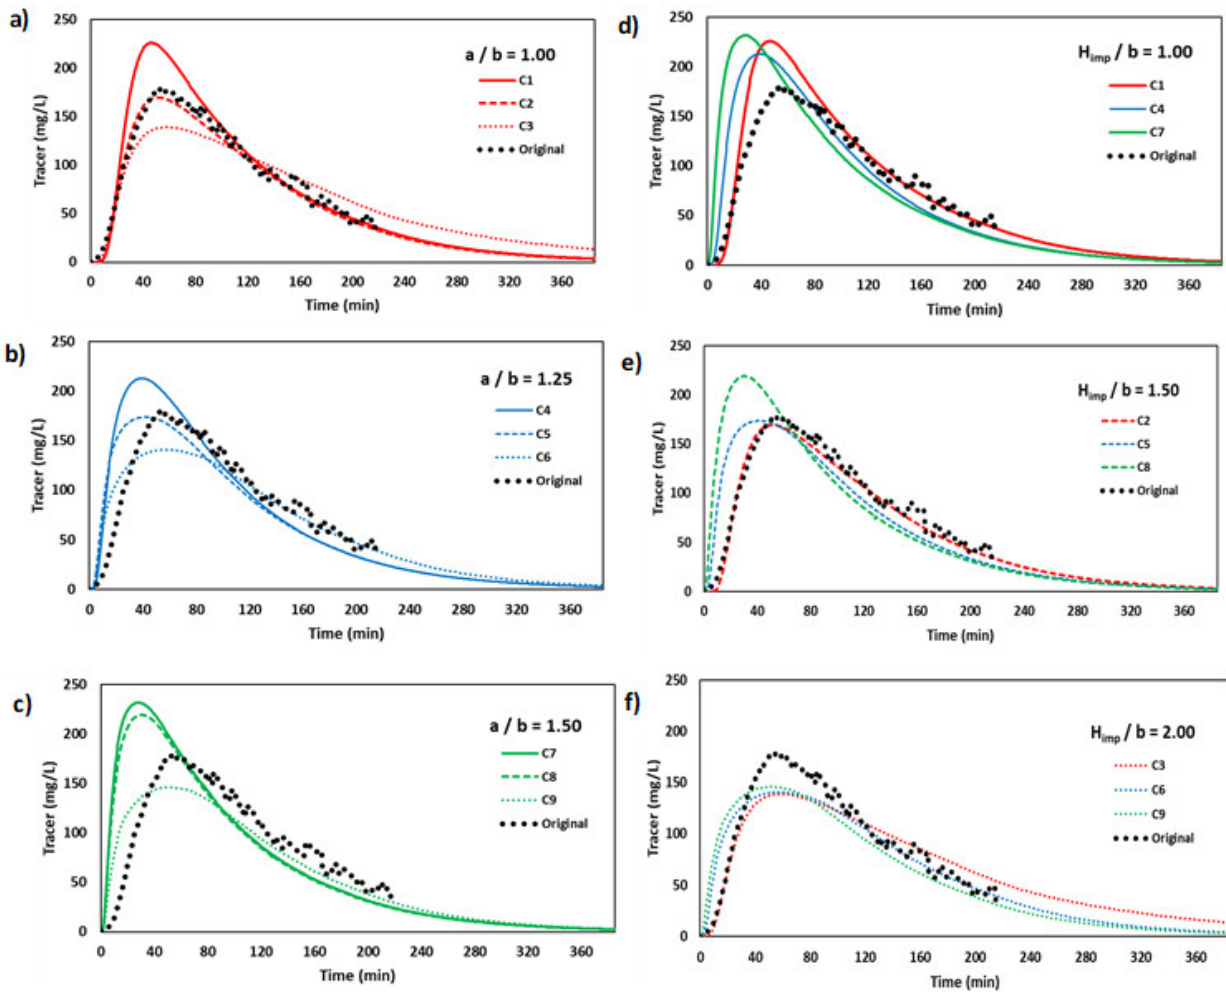 a)
250
200
150
100
50
0
Tracer (mg/L)
a / b = 1.00
C1
C2
C3
Original
0 40 80 120 160 200 240 280 320 360
Time (min)
b)
250
200
150
100
50
0
Tracer (mg/L)
a / b = 1.25
C4
C5
C6
Original
0 40 80 120 160 200 240 280 320 360
Time (min)
c)
250
200
150
100
50
0
Tracer (mg/L)
a / b = 1.50
C7
C8
C9
Original
0 40 80 120 160 200 240 280 320 360
Time (min)
d)
250
200
150
100
50
0
Tracer (mg/L)
Himp / b = 1.00
C1
C4
C7
Original
0 40 80 120 160 200 240 280 320 360
Time (min)
e)
250
200
150
100
50
0
Tracer (mg/L)
Himp / b = 1.50
C2
C5
C8
Original
0 40 80 120 160 200 240 280 320 360
Time (min)
f)
250
200
150
100
50
0
Tracer (mg/L)
Himp / b = 2.00
C3
C6
C9
Original
0 40 80 120 160 200 240 280 320 360
Time (min)